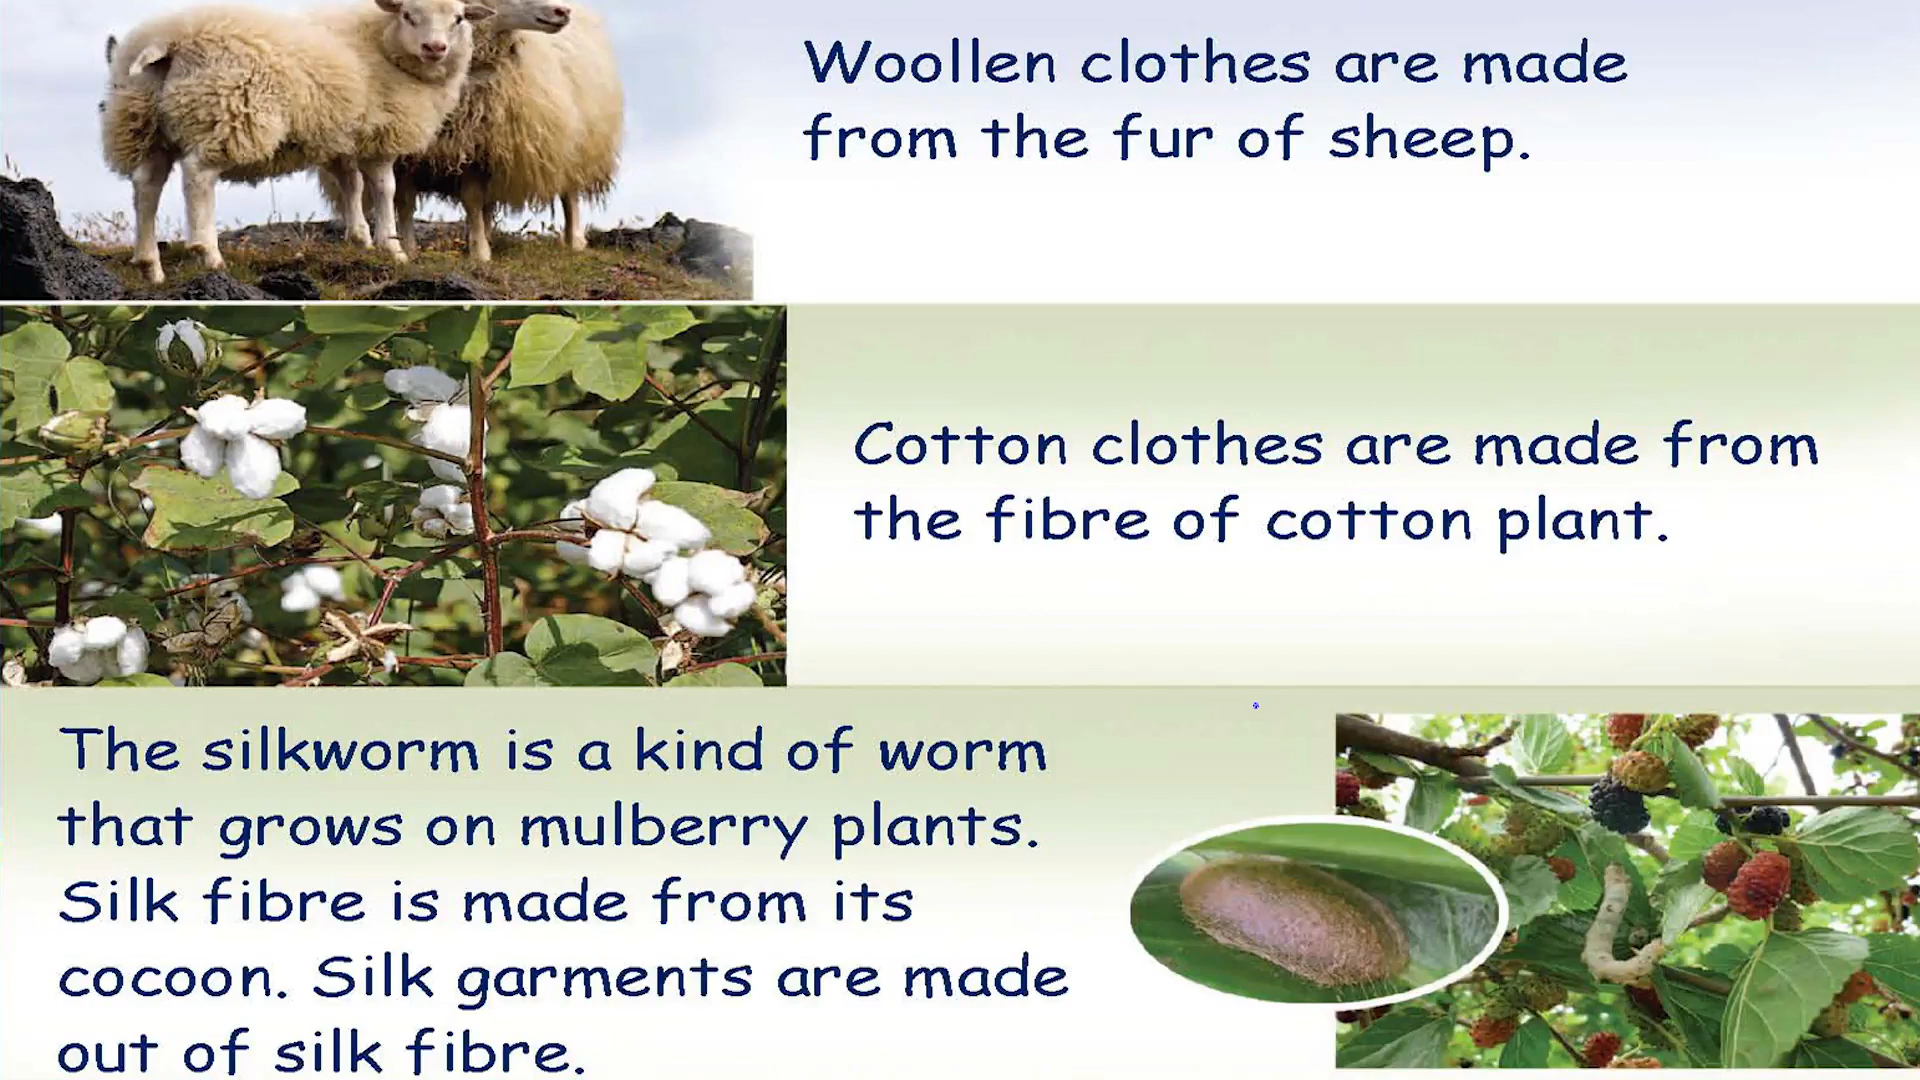 Woollen clothes are made
from the fur of sheep.
Cotton clothes are made from
the fibre of cotton plant.
The silkworm is a kind of worm
that grows on mulberry plants.
Silk fibre is made from its
cocoon. Silk garments are made
out of silk fibre.